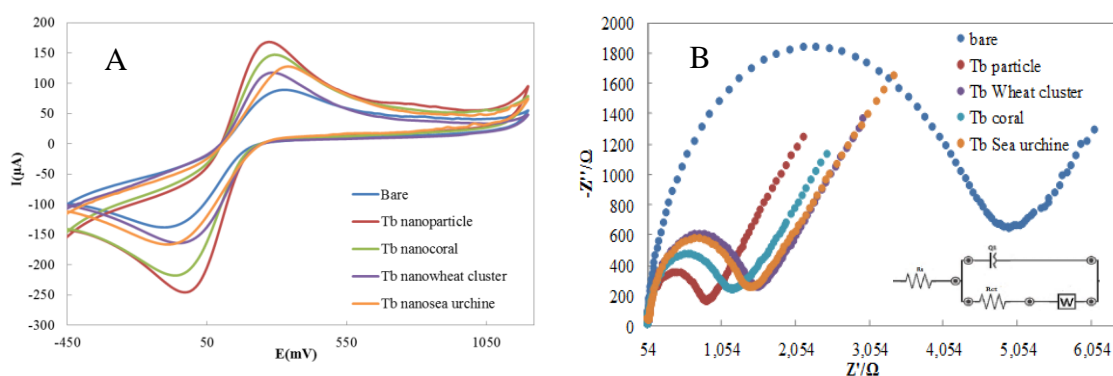 A
200
150
100
50
0
-50
-100
-150
-200
-250
-300
I(µA)
-450
50
550
1050
E(mV)
Bare
Tb nanoparticle
Tb nanocoral
Tb nanowheat cluster
Tb nanosea urchine
B
2000
1800
1600
1400
1200
1000
800
600
400
200
0
-Z''/Ω
54
1,054
2,054
3,054
4,054
5,054
6,054
Z'/Ω
bare
Tb particle
Tb Wheat cluster
Tb coral
Tb Sea urchine
Rct
W